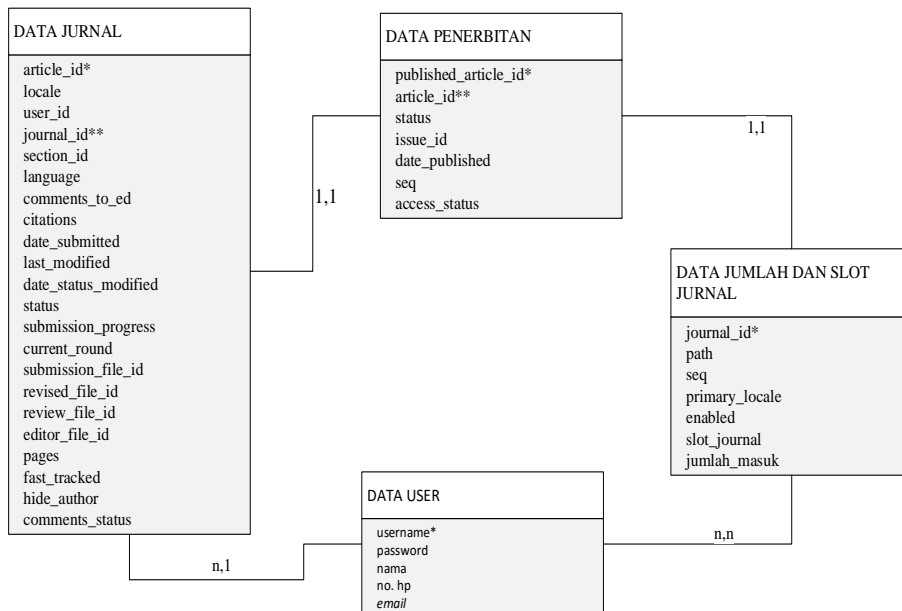 DATA JURNAL
article_id*
locale
user_id
journal_id**
section_id
language
comments_to_ed
citations
date_submitted
last_modified
date_status_modified
status
submission_progress
current_round
submission_file_id
revised_file_id
review_file_id
editor_file_id
pages
fast_tracked
hide_author
comments_status
1,1
DATA PENERBITAN
published_article_id*
article_id**
status
issue_id
date_published
seq
access_status
1,1
DATA JUMLAH DAN SLOT
JURNAL
journal_id*
path
seq
primary_locale
enabled
slot_journal
jumlah_masuk
n,1
DATA USER
username*
password
nama
no. hp
email
n,n